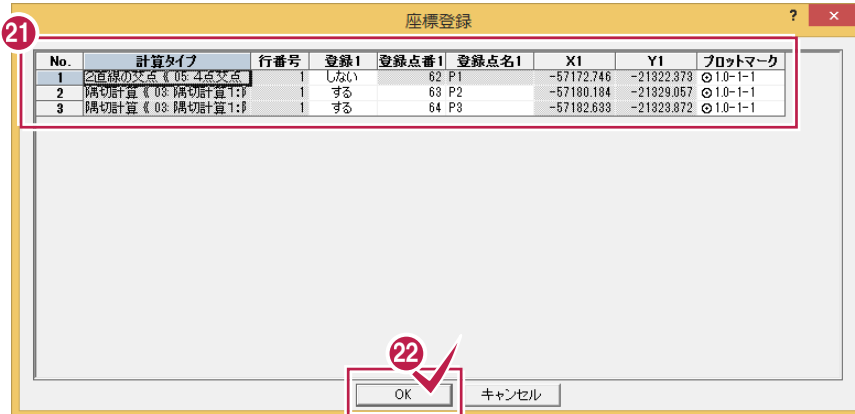 座標登録
? ×
21
No. 計算タイプ 行番号 登録1 登録点番1 登録点名1 X1 Y1 プロットマーク
1 2直線の交点《 05: 4点交点 1 しない 62 P1 -57172.746 -21322.373 ⊙ 1.0-1-1
2 隅切計算《 03: 隅切計算1: 1 する 63 P2 -57180.184 -21329.057 ⊙ 1.0-1-1
3 隅切計算《 03: 隅切計算1: 1 する 64 P3 -57182.633 -21323.872 ⊙ 1.0-1-1
22
OK キャンセル